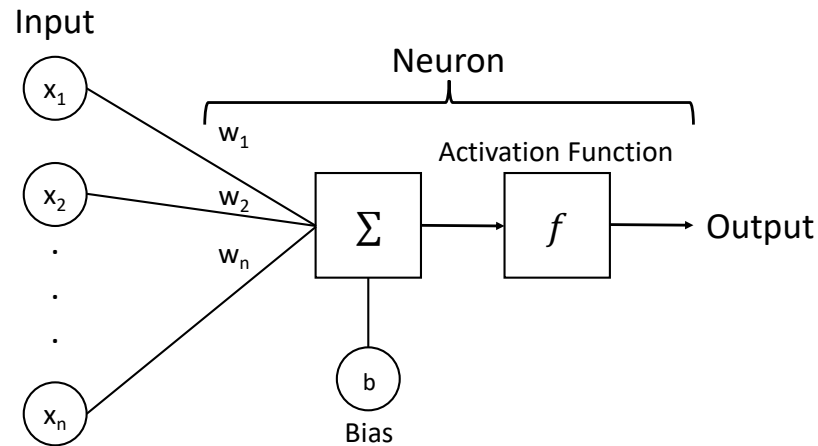 Input
Neuron
x₁
w₁
Activation Function
x₂
w₂
Σ
f
Output
wₙ
.
.
.
xₙ
b
Bias